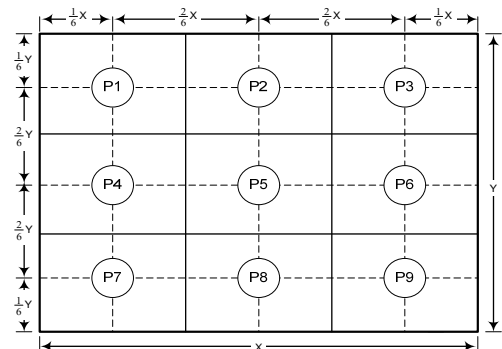 1/6 X 2/6 X 2/6 X 1/6 X
1/6 Y
P1 P2 P3
2/6 Y
P4 P5 P6
Y
2/6 Y
P7 P8 P9
1/6 Y
X